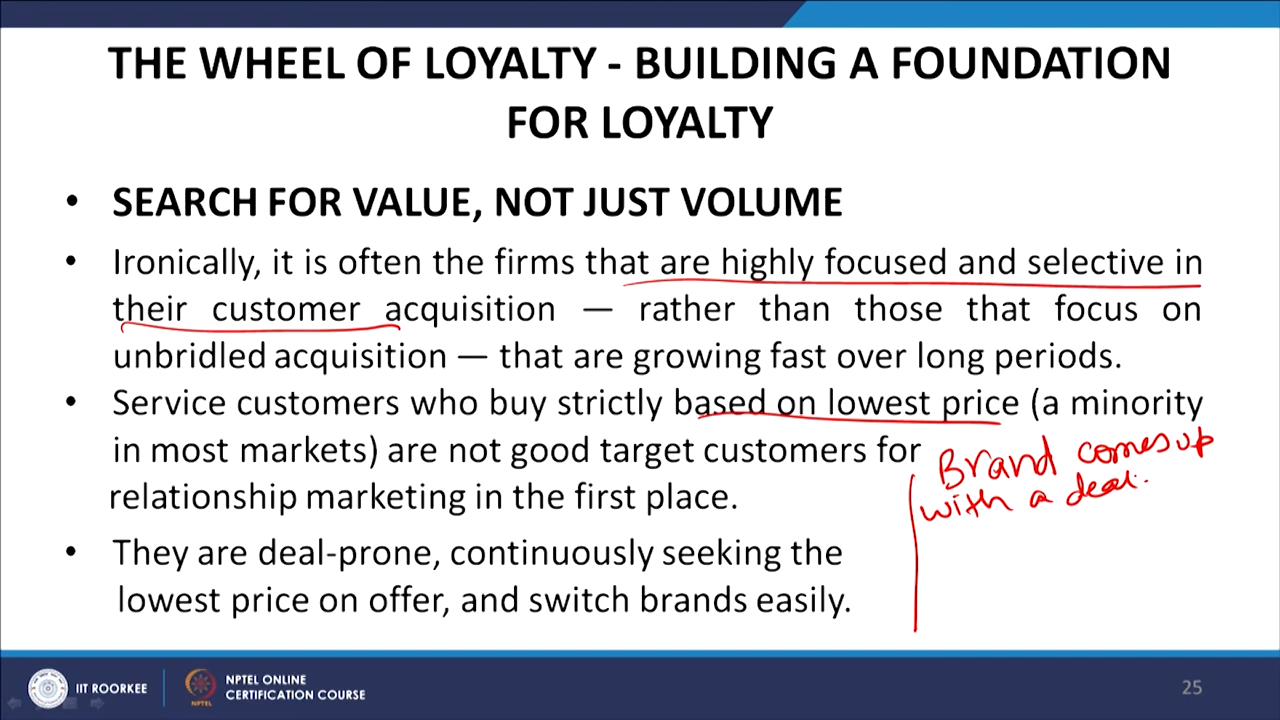 THE WHEEL OF LOYALTY - BUILDING A FOUNDATION
FOR LOYALTY
• SEARCH FOR VALUE, NOT JUST VOLUME
• Ironically, it is often the firms that are highly focused and selective in
their customer acquisition — rather than those that focus on
unbridled acquisition — that are growing fast over long periods.
• Service customers who buy strictly based on lowest price (a minority
in most markets) are not good target customers for
relationship marketing in the first place.
Brand comes up
with a deal.
• They are deal-prone, continuously seeking the
lowest price on offer, and switch brands easily.
IIT ROORKEE
NPTEL
NPTEL ONLINE
CERTIFICATION COURSE
25